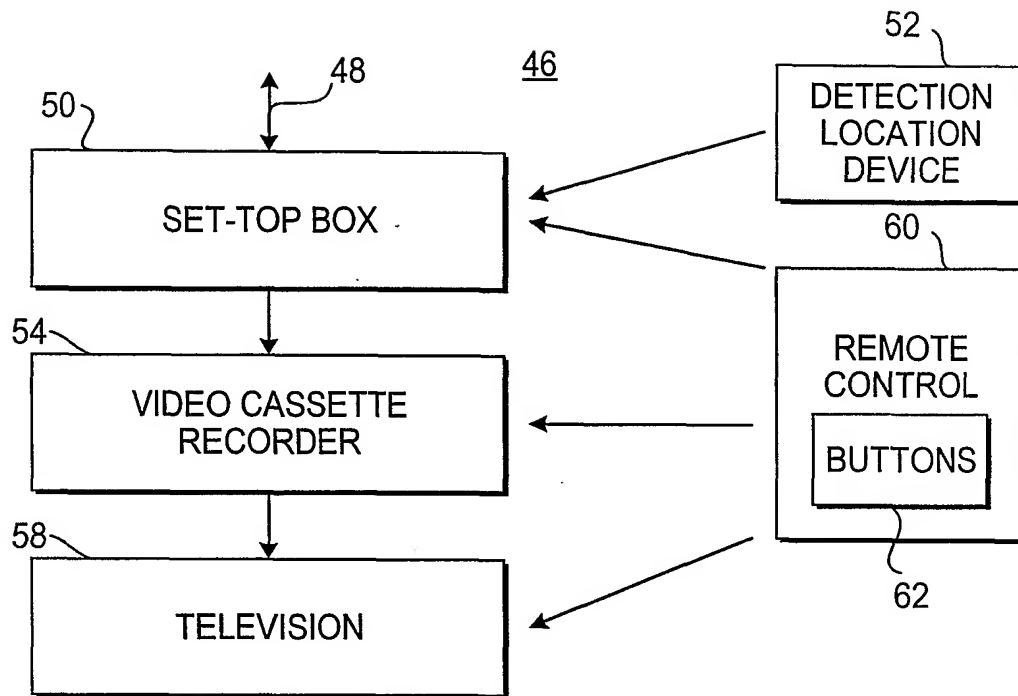 52
46
48
50
DETECTION
LOCATION
DEVICE
SET-TOP BOX
60
54
REMOTE
CONTROL
VIDEO CASSETTE
RECORDER
BUTTONS
58
62
TELEVISION